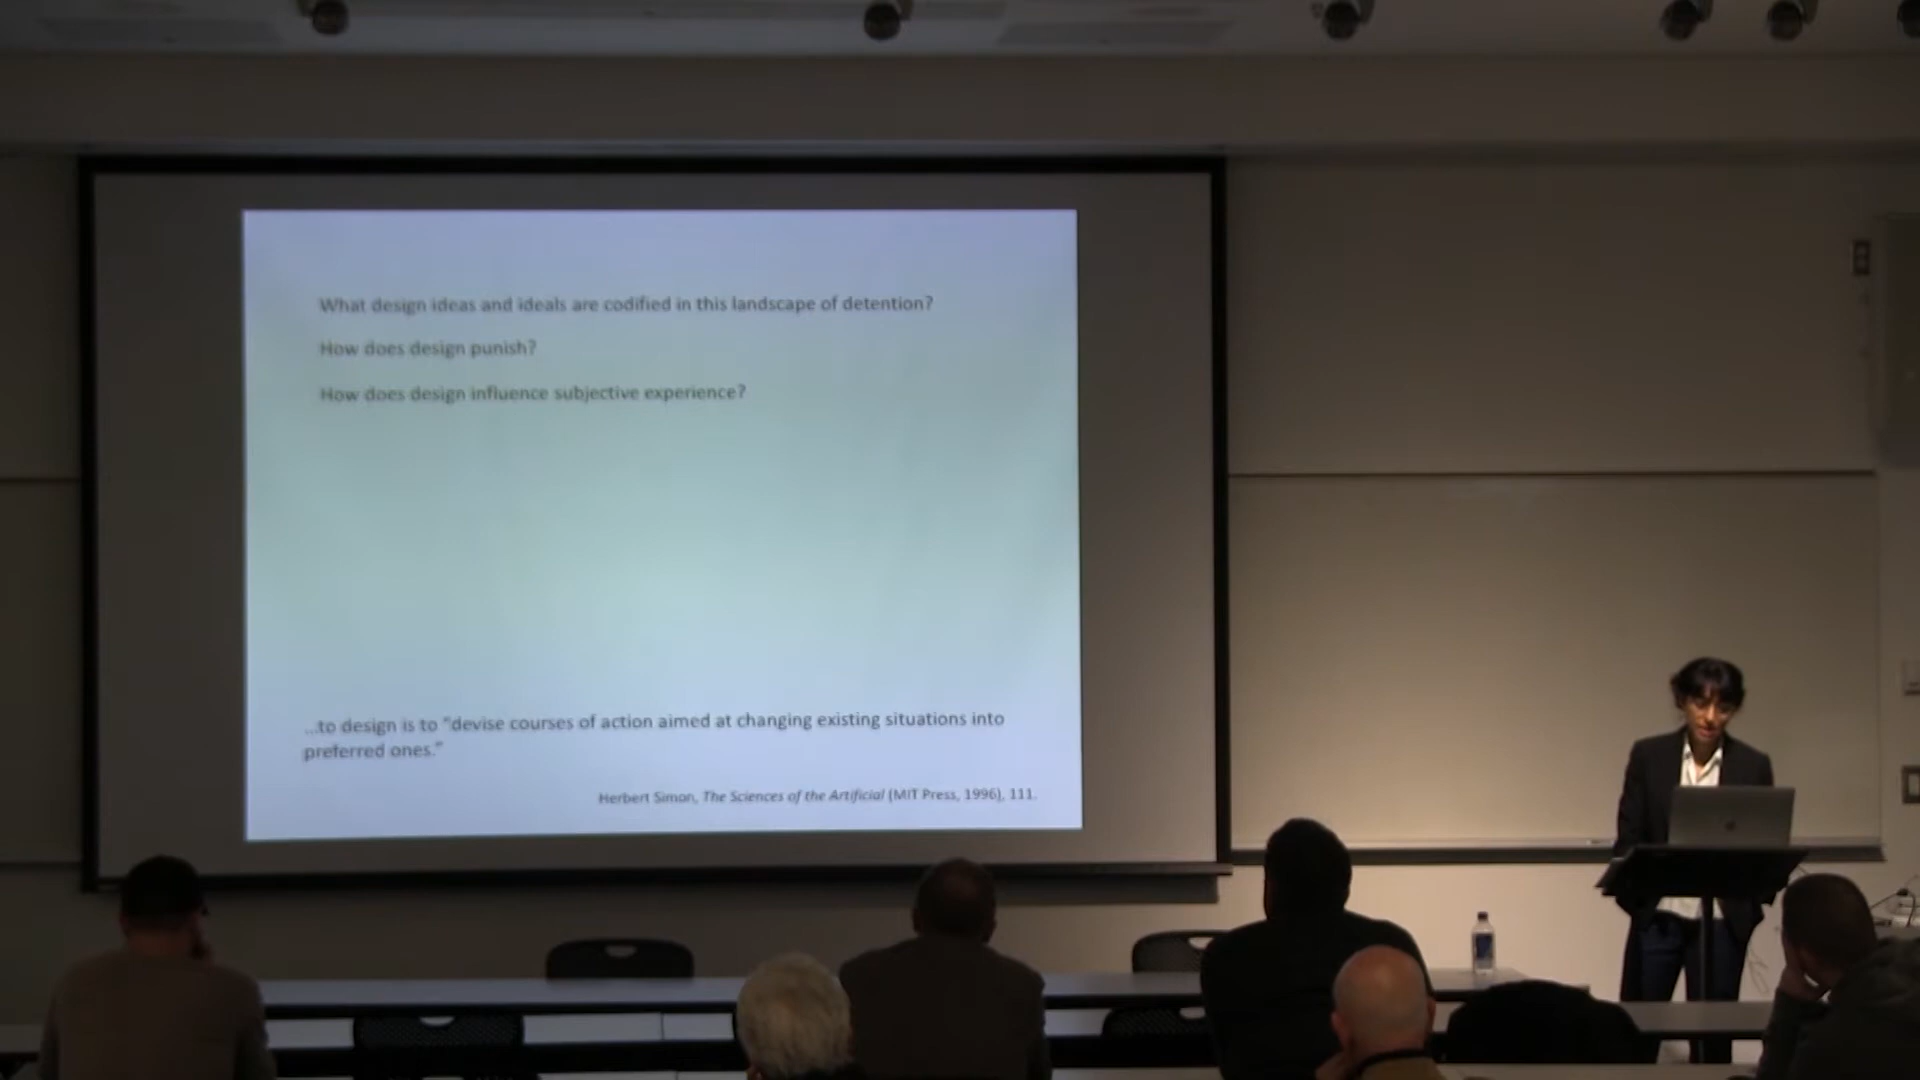 What design ideas and ideals are codified in this landscape of detention?
How does design punish?
How does design influence subjective experience?
...to design is to "devise courses of action aimed at changing existing situations into
preferred ones."
Herbert Simon, The Sciences of the Artificial (MIT Press, 1996), 111.